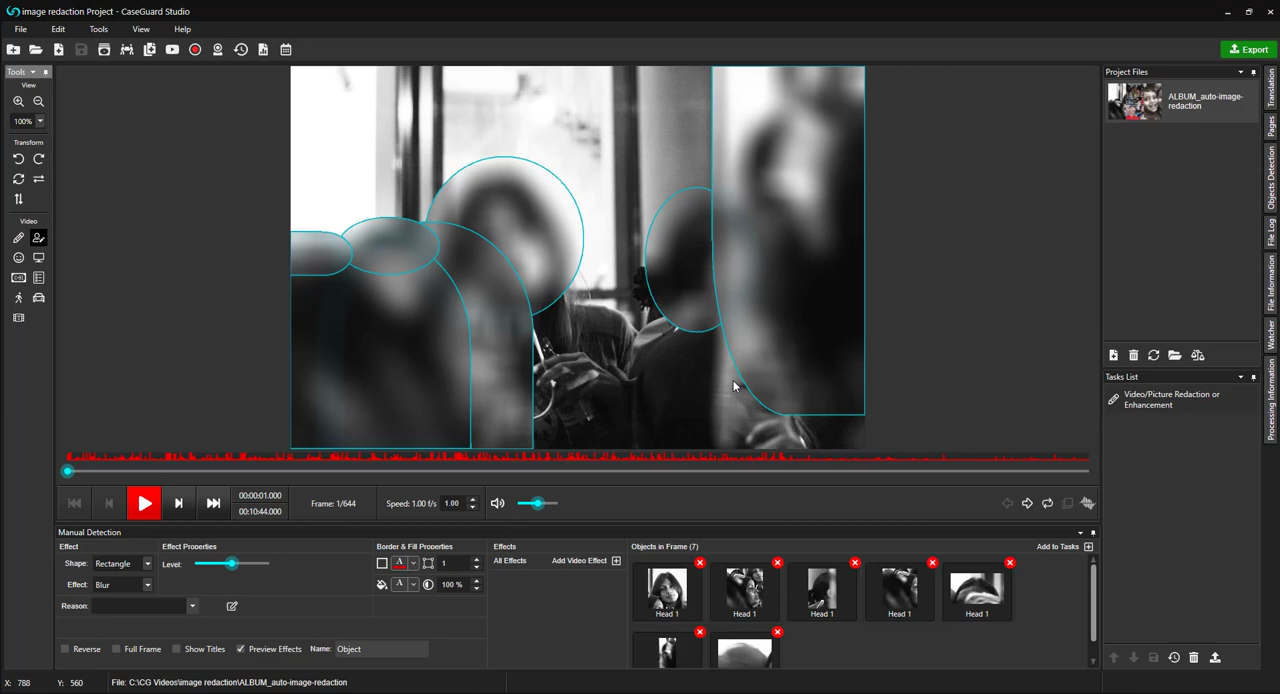 image redaction Project - CaseGuard Studio
File Edit Tools View Help
Export
Tools
View
100%
Transform
Video
Project Files
ALBUM_auto-image-
redaction
Translation
Pages
Objects Detection
File Log
File Information
Watcher
Processing Information
Tasks List
Video/Picture Redaction or
Enhancement
00:00:01.000
00:10:44.000
Frame: 1/644
Speed: 1.00 f/s 1.00
Manual Detection
Effect
Shape: Rectangle
Effect: Blur
Reason:
Effect Properties
Level:
Border & Fill Properties
A 1
A 100 %
Effects
All Effects Add Video Effect
Objects in Frame (7)
Add to Tasks
Head 1 Head 1 Head 1 Head 1 Head 1
Reverse Full Frame Show Titles Preview Effects Name: Object
X: 788 Y: 560 File: C:\CG Videos\image redaction\ALBUM_auto-image-redaction